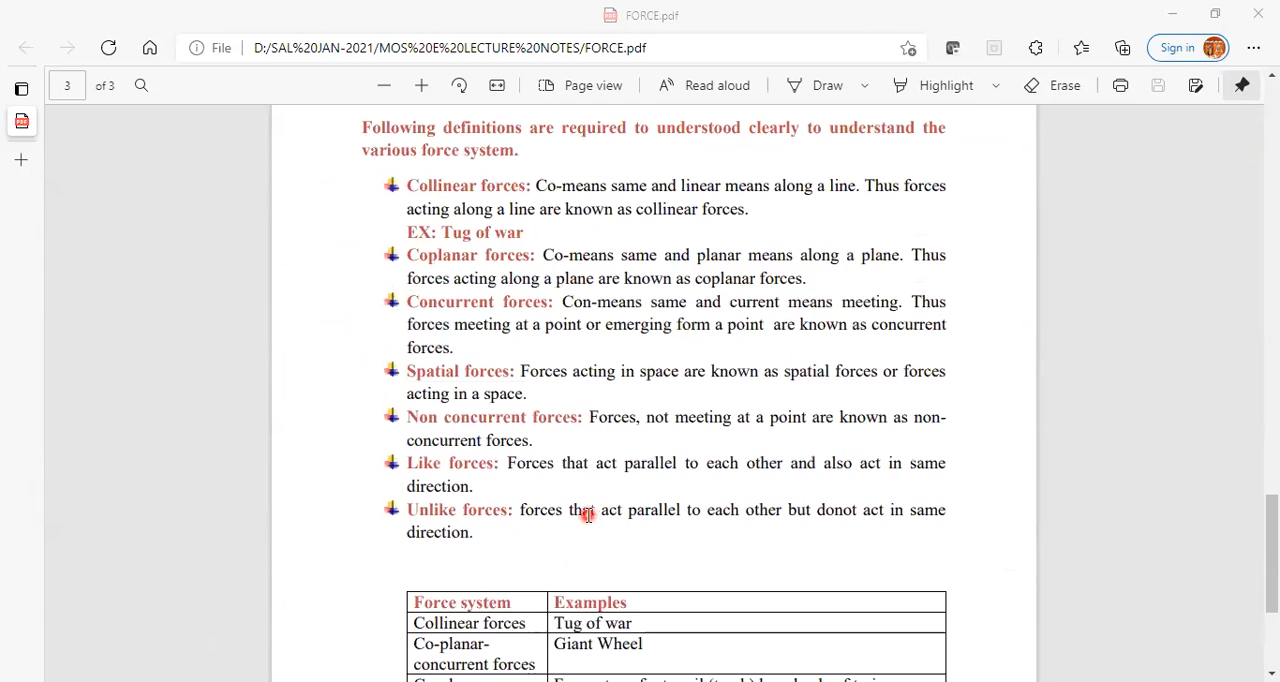 FORCE.pdf
File
D:/SAL%20JAN-2021/MOS%20E%20LECTURE%20NOTES/FORCE.pdf
Sign in
3 of 3
Page view
Read aloud
Draw
Highlight
Erase
Following definitions are required to understood clearly to understand the
various force system.
Collinear forces: Co-means same and linear means along a line. Thus forces
acting along a line are known as collinear forces.
EX: Tug of war
Coplanar forces: Co-means same and planar means along a plane. Thus
forces acting along a plane are known as coplanar forces.
Concurrent forces: Con-means same and current means meeting. Thus
forces meeting at a point or emerging form a point are known as concurrent
forces.
Spatial forces: Forces acting in space are known as spatial forces or forces
acting in a space.
Non concurrent forces: Forces, not meeting at a point are known as non-
concurrent forces.
Like forces: Forces that act parallel to each other and also act in same
direction.
Unlike forces: forces that act parallel to each other but donot act in same
direction.
Force system Examples
Collinear forces Tug of war
Co-planar- Giant Wheel
concurrent forces